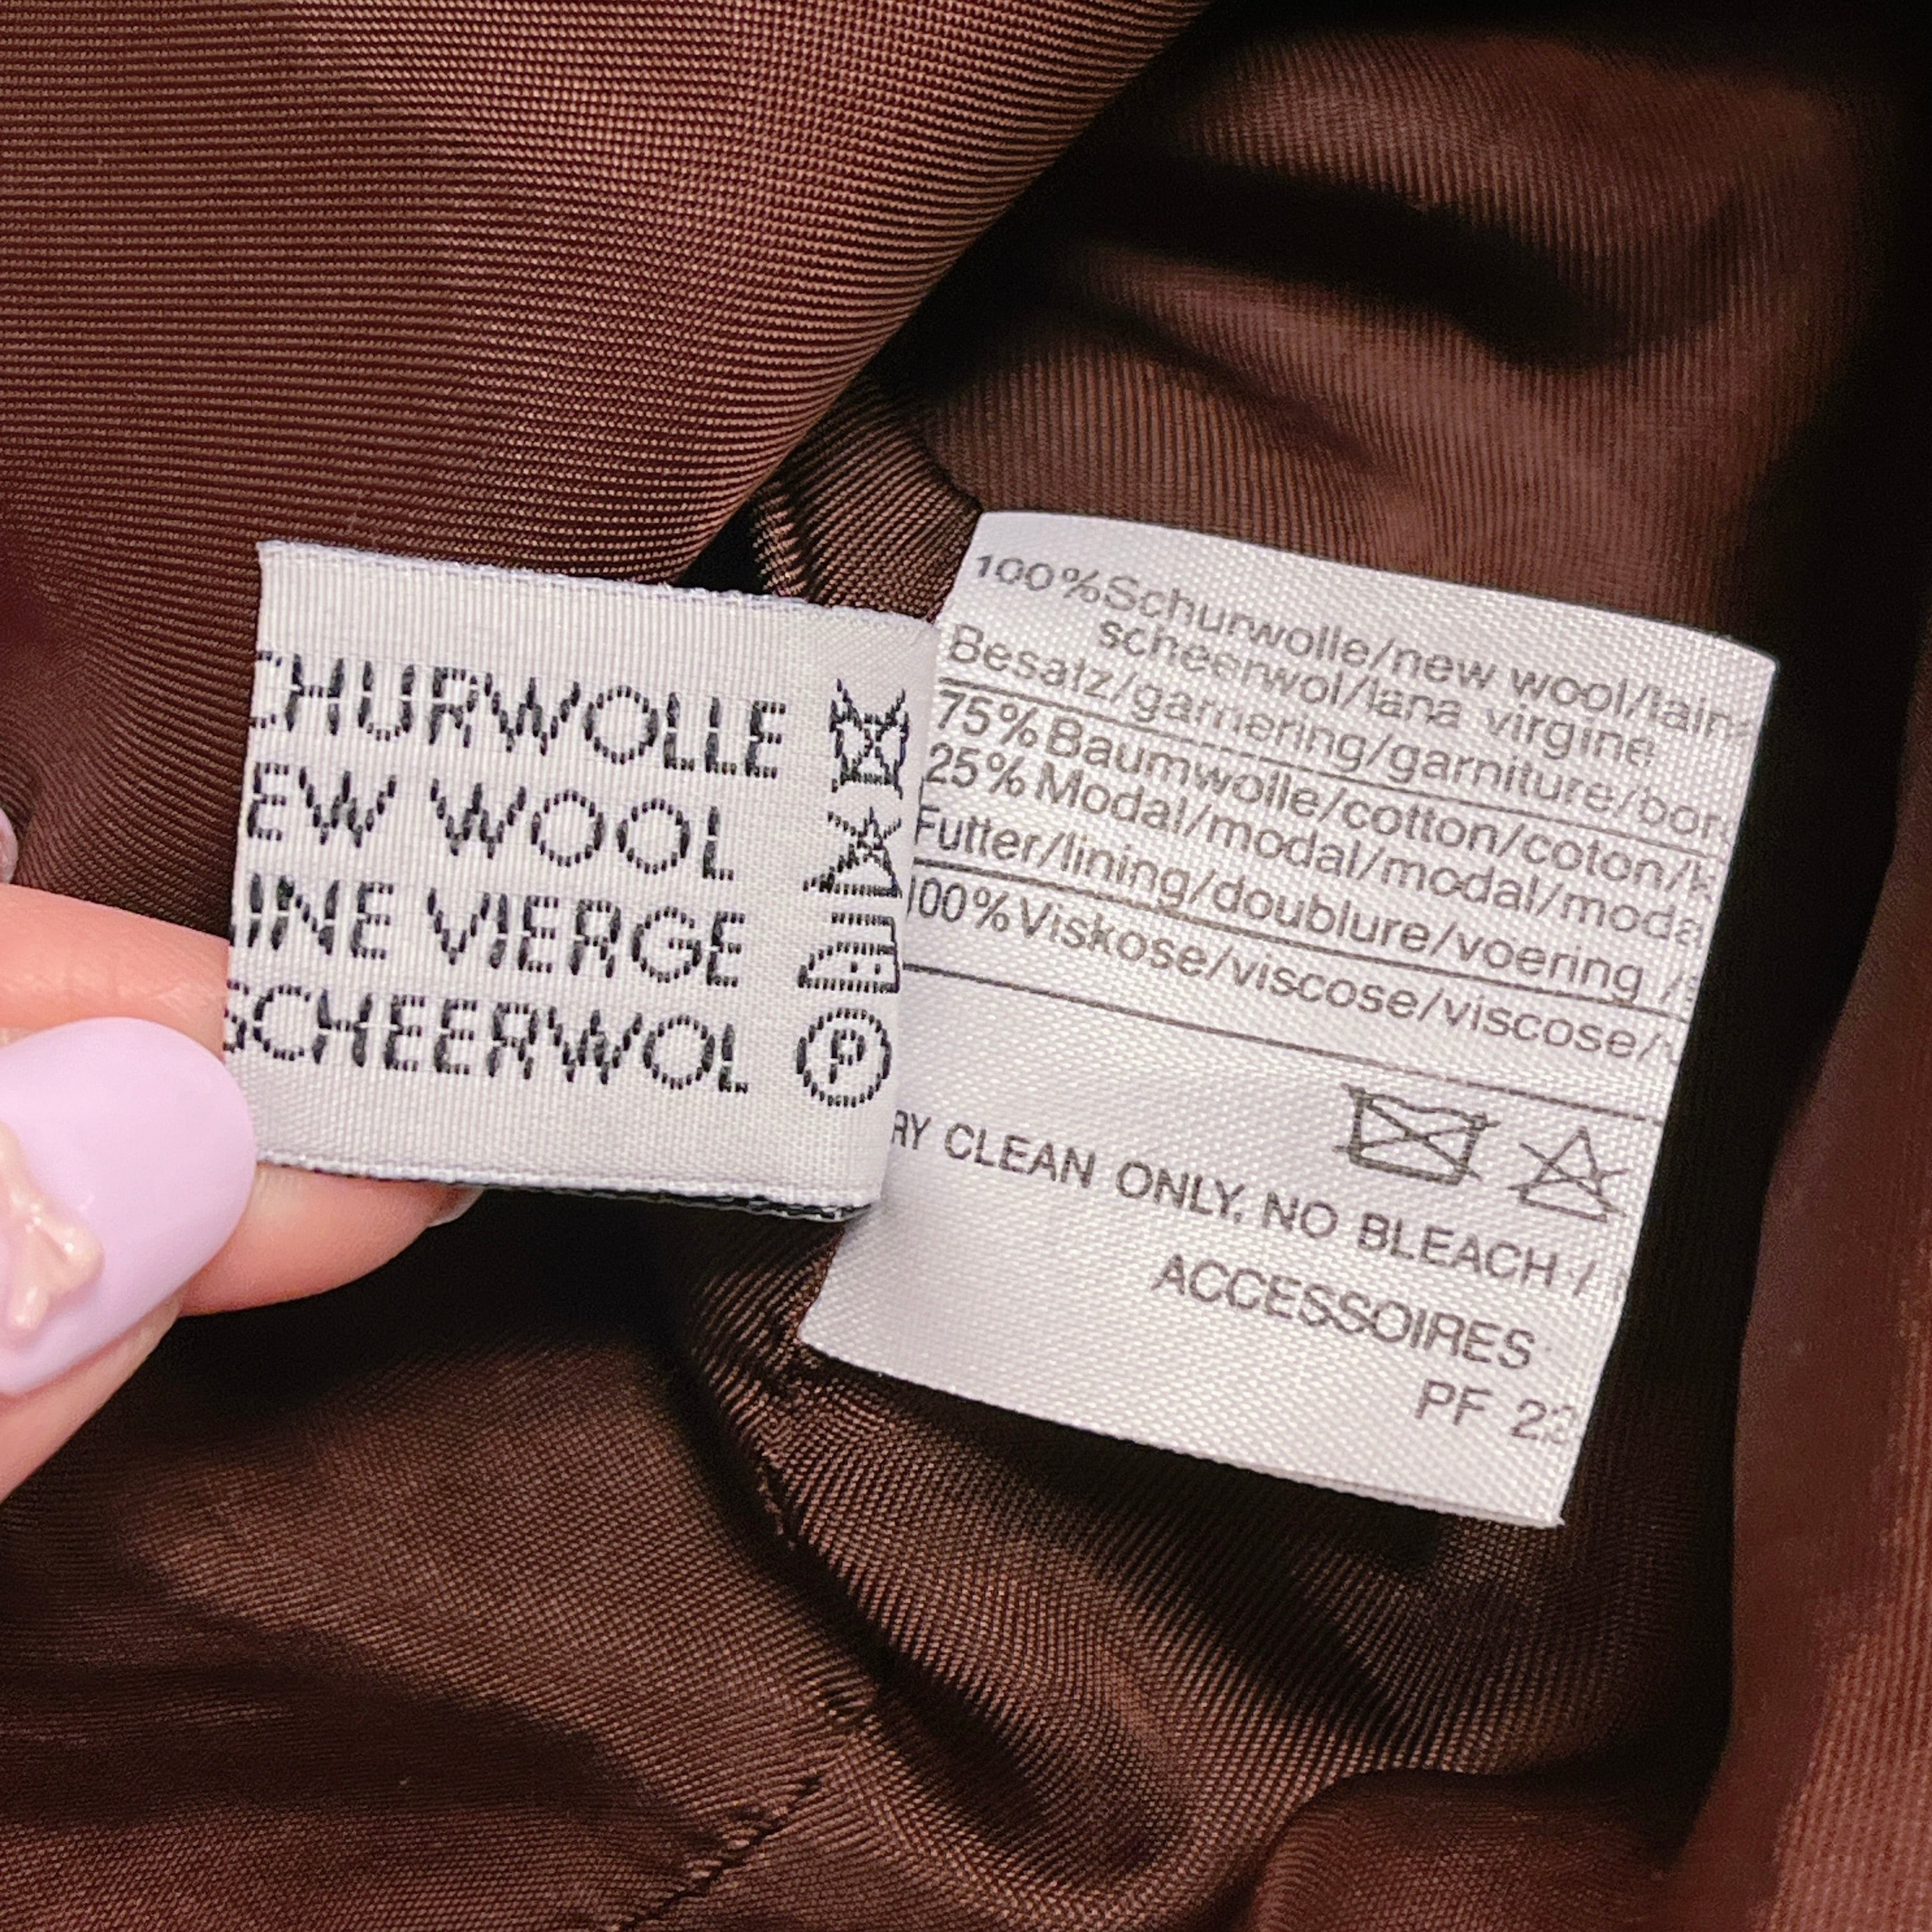 CHURWOLLE
EW WOOL
INE VIERGE
SCHEERWOL
P
100%Schurwolle/new wool/lain
scheerwol/lana virgine
Besatz/garnering/garniture/bor
75%Baumwolle/cotton/coton/k
25%Modal/modal/modal/moda
Futter/lining/doublure/voering /
100%Viskose/viscose/viscose/
RY CLEAN ONLY, NO BLEACH /
ACCESSOIRES
PF 22